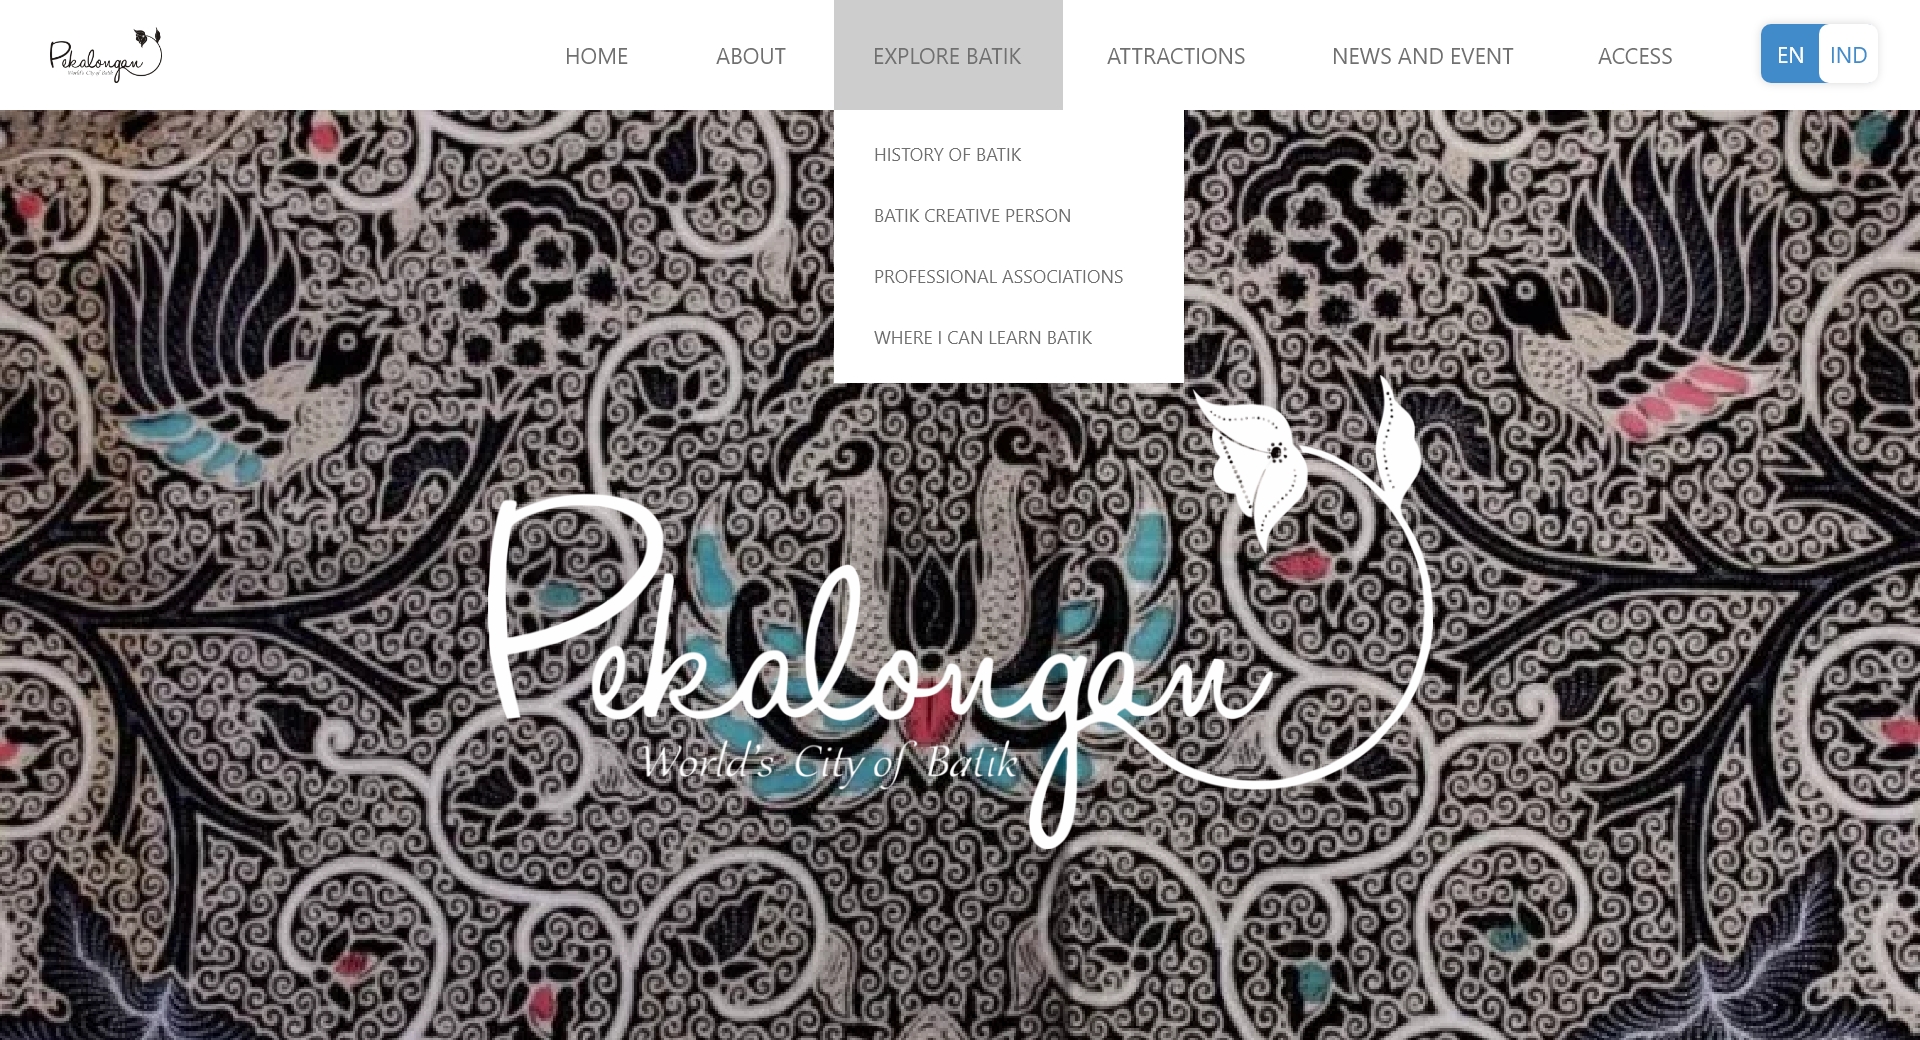 Pekalongan
World's City of Batik
HOME
ABOUT
EXPLORE BATIK
ATTRACTIONS
NEWS AND EVENT
ACCESS
EN
IND
HISTORY OF BATIK
BATIK CREATIVE PERSON
PROFESSIONAL ASSOCIATIONS
WHERE I CAN LEARN BATIK
Pekalongan
World's City of Batik